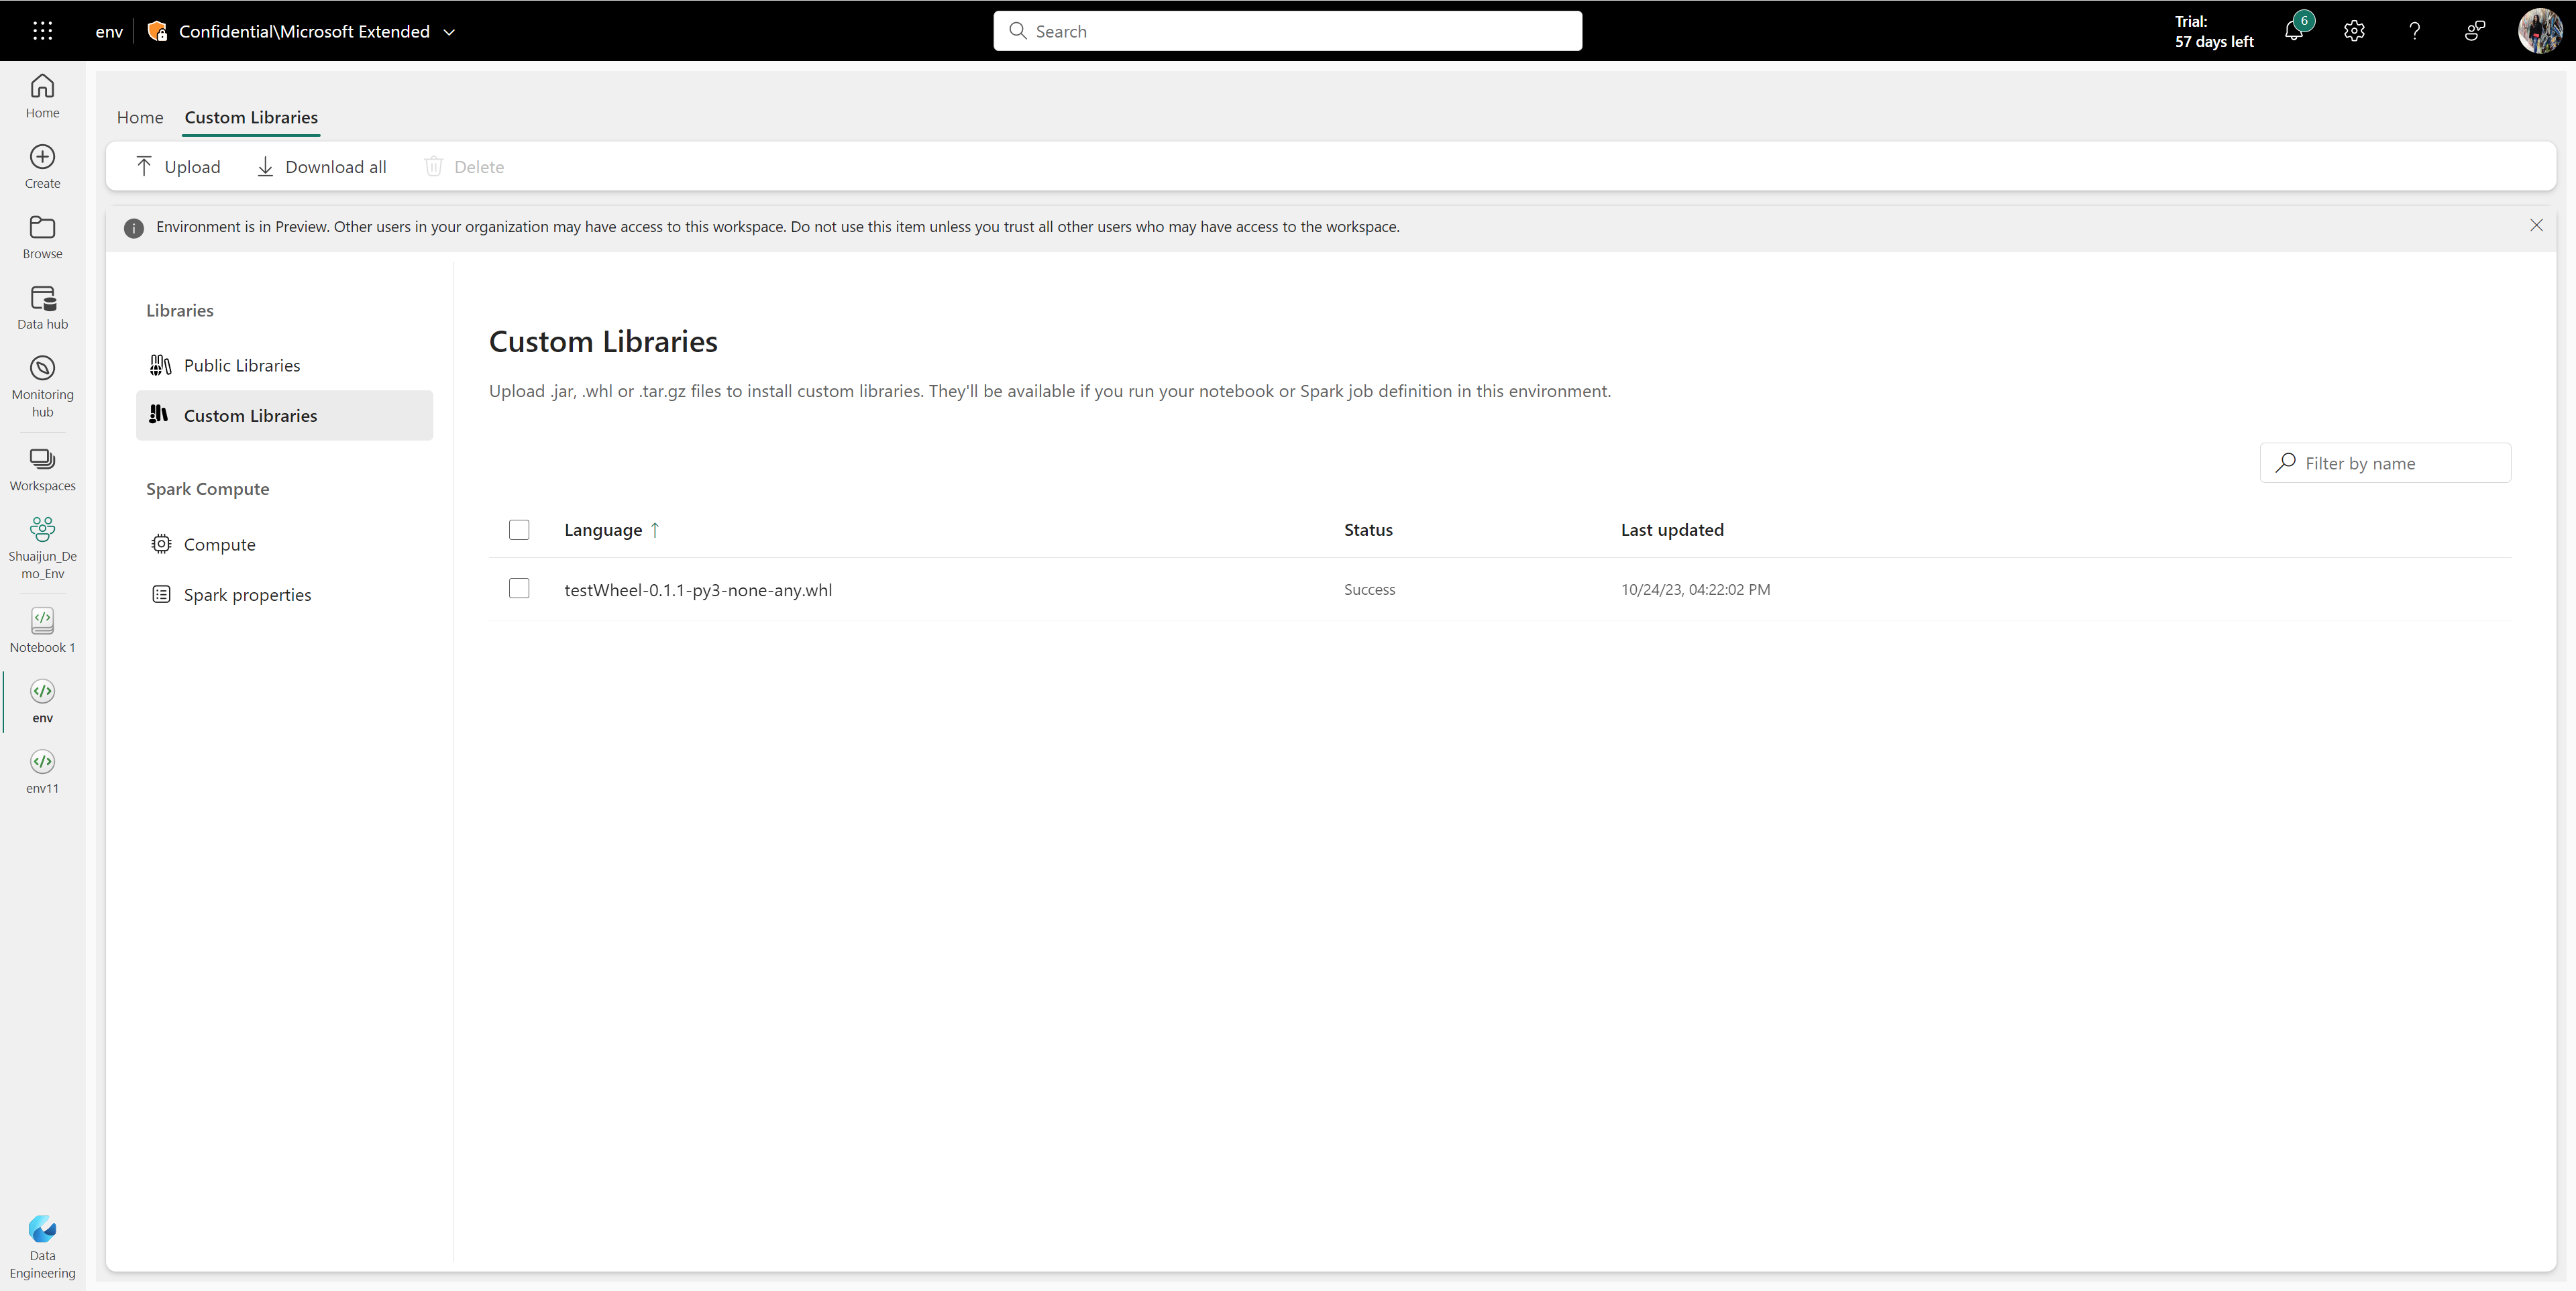 env
Confidential\Microsoft Extended
Search
Trial:
57 days left
6
Home
Create
Browse
Data hub
Monitoring
hub
Workspaces
Shuaijun_De
mo_Env
Notebook 1
env
env11
Data
Engineering
Home Custom Libraries
Upload Download all Delete
Environment is in Preview. Other users in your organization may have access to this workspace. Do not use this item unless you trust all other users who may have access to the workspace.
Libraries
Public Libraries
Custom Libraries
Spark Compute
Compute
Spark properties
Custom Libraries
Upload .jar, .whl or .tar.gz files to install custom libraries. They'll be available if you run your notebook or Spark job definition in this environment.
Filter by name
Language Status Last updated
testWheel-0.1.1-py3-none-any.whl Success 10/24/23, 04:22:02 PM